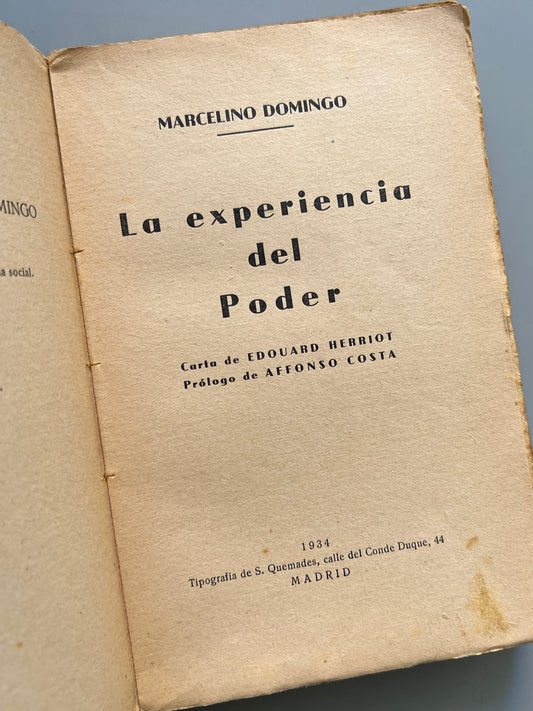 MINGO
a social.
MARCELINO DOMINGO
La experiencia
del
Poder
Carta de EDOUARD HERRIOT
Prólogo de AFFONSO COSTA
1934
Tipografía de S. Quemades, calle del Conde Duque, 44
MADRID